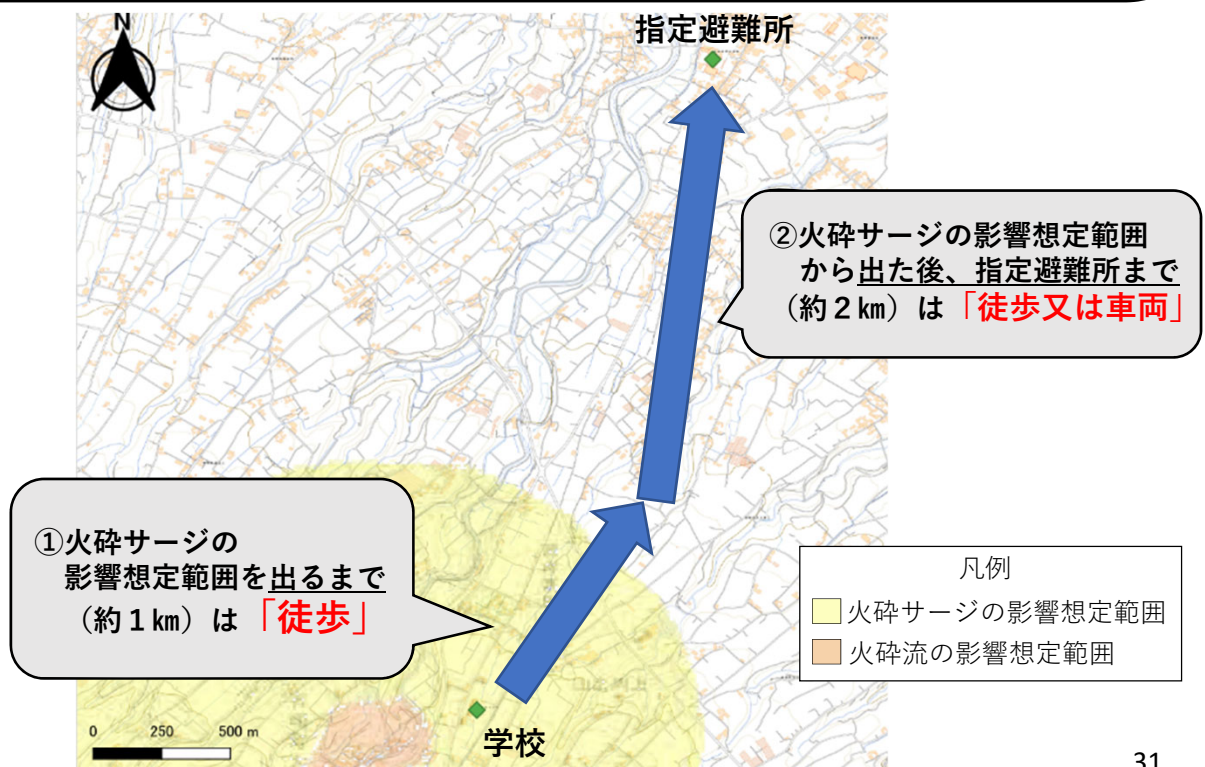 N
指定避難所
②火砕サージの影響想定範囲
から出た後、指定避難所まで
（約２㎞）は「徒歩又は車両」
①火砕サージの
影響想定範囲を出るまで
（約１㎞）は「徒歩」
凡例
火砕サージの影響想定範囲
火砕流の影響想定範囲
0 250 500 m
学校
31